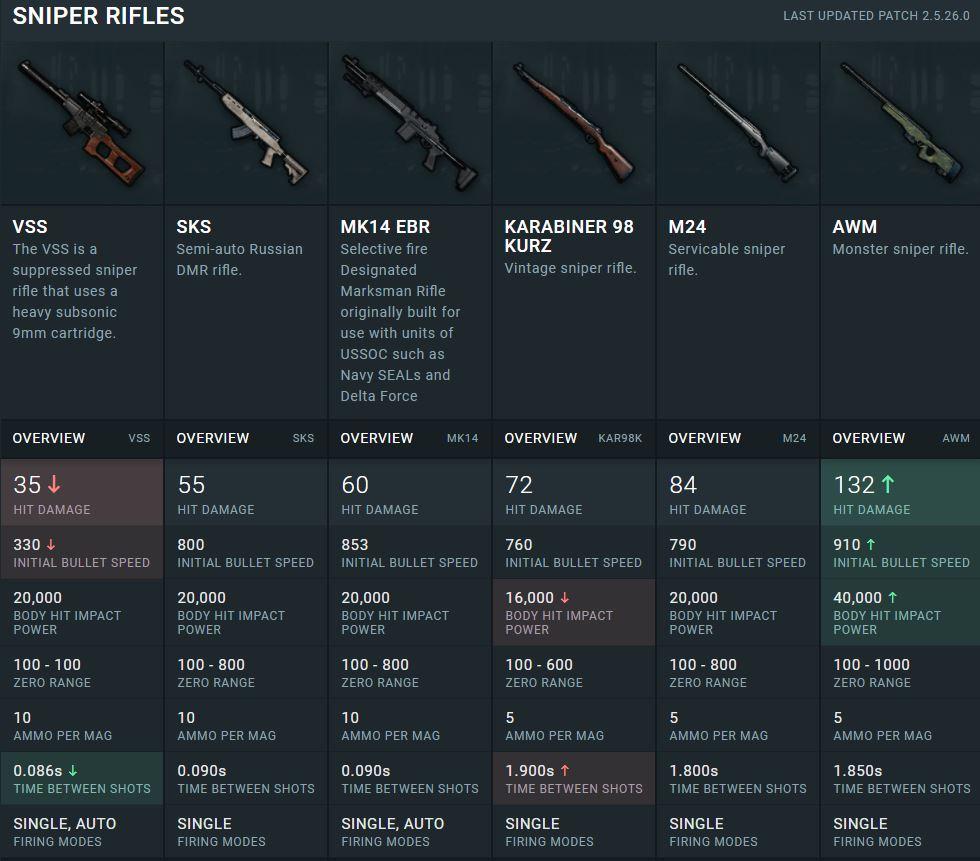 SNIPER RIFLES
LAST UPDATED PATCH 2.5.26.0
VSS
The VSS is a
suppressed sniper
rifle that uses a
heavy subsonic
9mm cartridge.
SKS
Semi-auto Russian
DMR rifle.
MK14 EBR
Selective fire
Designated
Marksman Rifle
originally built for
use with units of
USSOC such as
Navy SEALs and
Delta Force
KARABINER 98
KURZ
Vintage sniper rifle.
M24
Servicable sniper
rifle.
AWM
Monster sniper rifle.
OVERVIEW VSS
OVERVIEW SKS
OVERVIEW MK14
OVERVIEW KAR98K
OVERVIEW M24
OVERVIEW AWM
35 ↓ 55 60 72 84 132 ↑
HIT DAMAGE HIT DAMAGE HIT DAMAGE HIT DAMAGE HIT DAMAGE HIT DAMAGE
330 ↓ 800 853 760 790 910 ↑
INITIAL BULLET SPEED INITIAL BULLET SPEED INITIAL BULLET SPEED INITIAL BULLET SPEED INITIAL BULLET SPEED INITIAL BULLET SPEED
20,000 20,000 20,000 16,000 ↓ 20,000 40,000 ↑
BODY HIT IMPACT BODY HIT IMPACT BODY HIT IMPACT BODY HIT IMPACT BODY HIT IMPACT BODY HIT IMPACT
POWER POWER POWER POWER POWER POWER
100 - 100 100 - 800 100 - 800 100 - 600 100 - 800 100 - 1000
ZERO RANGE ZERO RANGE ZERO RANGE ZERO RANGE ZERO RANGE ZERO RANGE
10 10 10 5 5 5
AMMO PER MAG AMMO PER MAG AMMO PER MAG AMMO PER MAG AMMO PER MAG AMMO PER MAG
0.086s ↓ 0.090s 0.090s 1.900s ↑ 1.800s 1.850s
TIME BETWEEN SHOTS TIME BETWEEN SHOTS TIME BETWEEN SHOTS TIME BETWEEN SHOTS TIME BETWEEN SHOTS TIME BETWEEN SHOTS
SINGLE, AUTO SINGLE SINGLE, AUTO SINGLE SINGLE SINGLE
FIRING MODES FIRING MODES FIRING MODES FIRING MODES FIRING MODES FIRING MODES